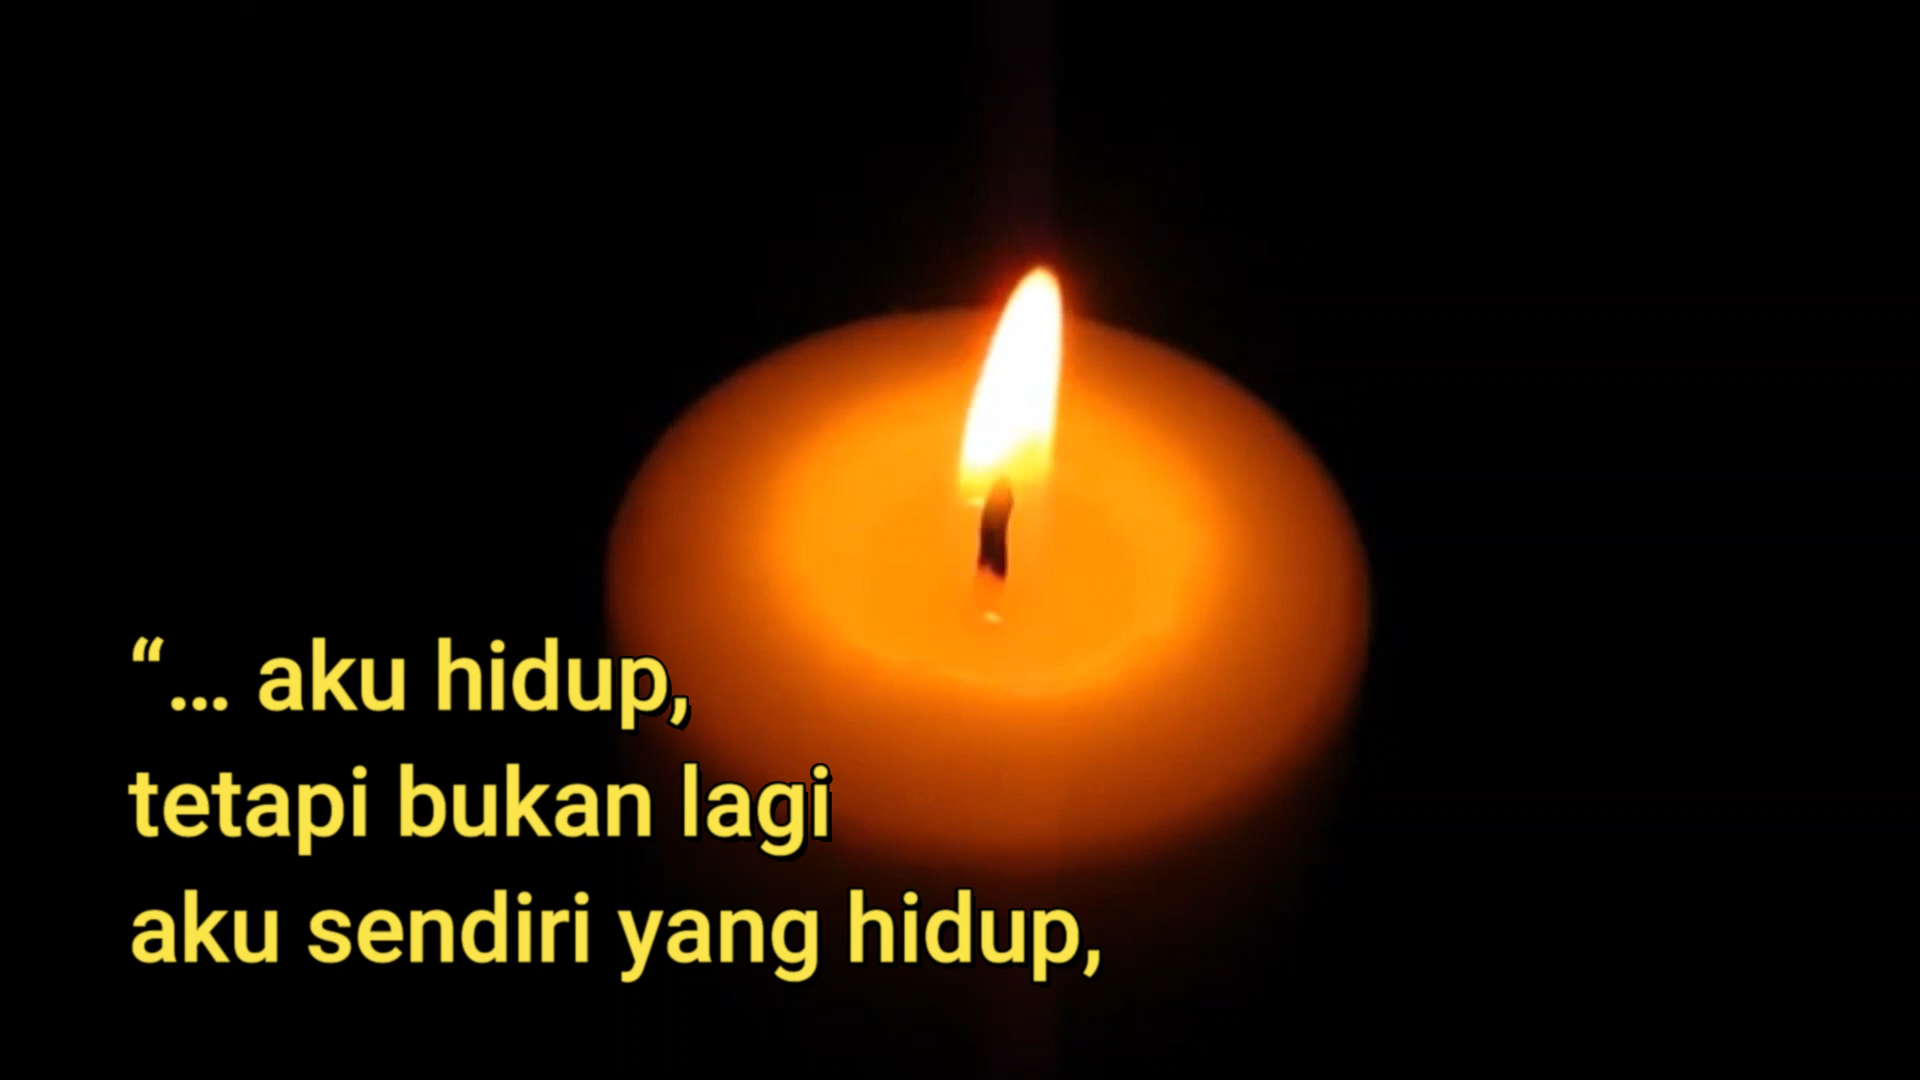 “… aku hidup,
tetapi bukan lagi
aku sendiri yang hidup,